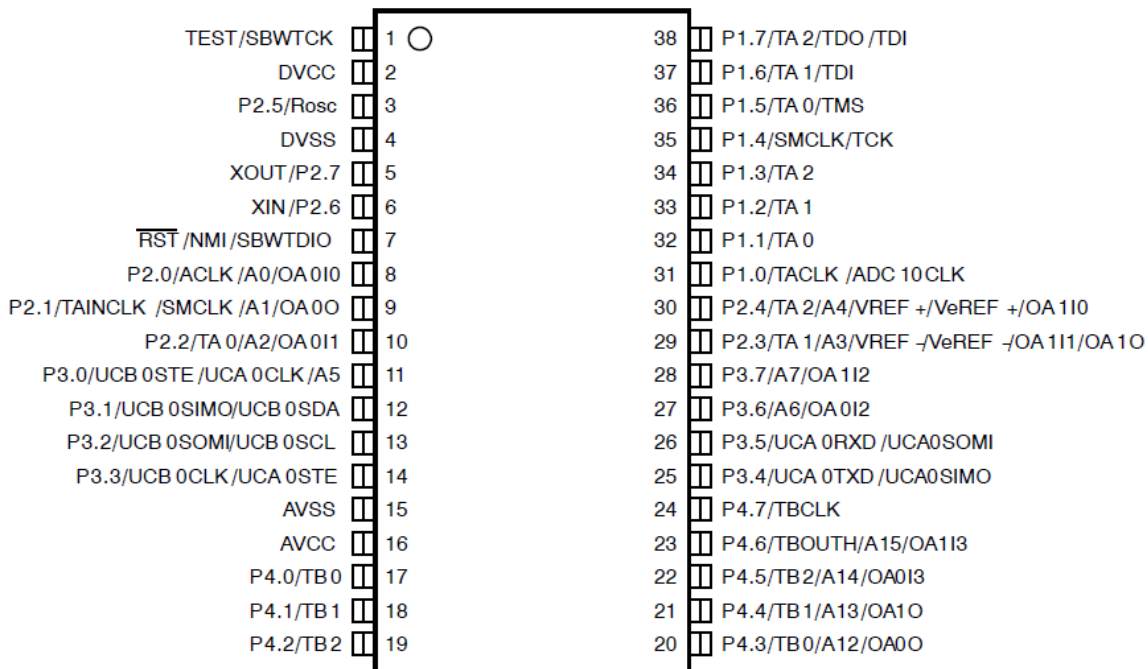 TEST/SBWTCK 1 38 P1.7/TA2/TDO/TDI
DVCC 2 37 P1.6/TA1/TDI
P2.5/Rosc 3 36 P1.5/TA0/TMS
DVSS 4 35 P1.4/SMCLK/TCK
XOUT/P2.7 5 34 P1.3/TA2
XIN/P2.6 6 33 P1.2/TA1
RST/NMI/SBWTDIO 7 32 P1.1/TA0
P2.0/ACLK/A0/OA0I0 8 31 P1.0/TACLK/ADC10CLK
P2.1/TAINCLK/SMCLK/A1/OA0O 9 30 P2.4/TA2/A4/VREF+/VeREF+/OA1I0
P2.2/TA0/A2/OA0I1 10 29 P2.3/TA1/A3/VREF-/VeREF-/OA1I1/OA1O
P3.0/UCB0STE/UCA0CLK/A5 11 28 P3.7/A7/OA1I2
P3.1/UCB0SIMO/UCB0SDA 12 27 P3.6/A6/OA0I2
P3.2/UCB0SOMI/UCB0SCL 13 26 P3.5/UCA0RXD/UCA0SOMI
P3.3/UCB0CLK/UCA0STE 14 25 P3.4/UCA0TXD/UCA0SIMO
AVSS 15 24 P4.7/TBCLK
AVCC 16 23 P4.6/TBOUTH/A15/OA1I3
P4.0/TB0 17 22 P4.5/TB2/A14/OA0I3
P4.1/TB1 18 21 P4.4/TB1/A13/OA1O
P4.2/TB2 19 20 P4.3/TB0/A12/OA0O